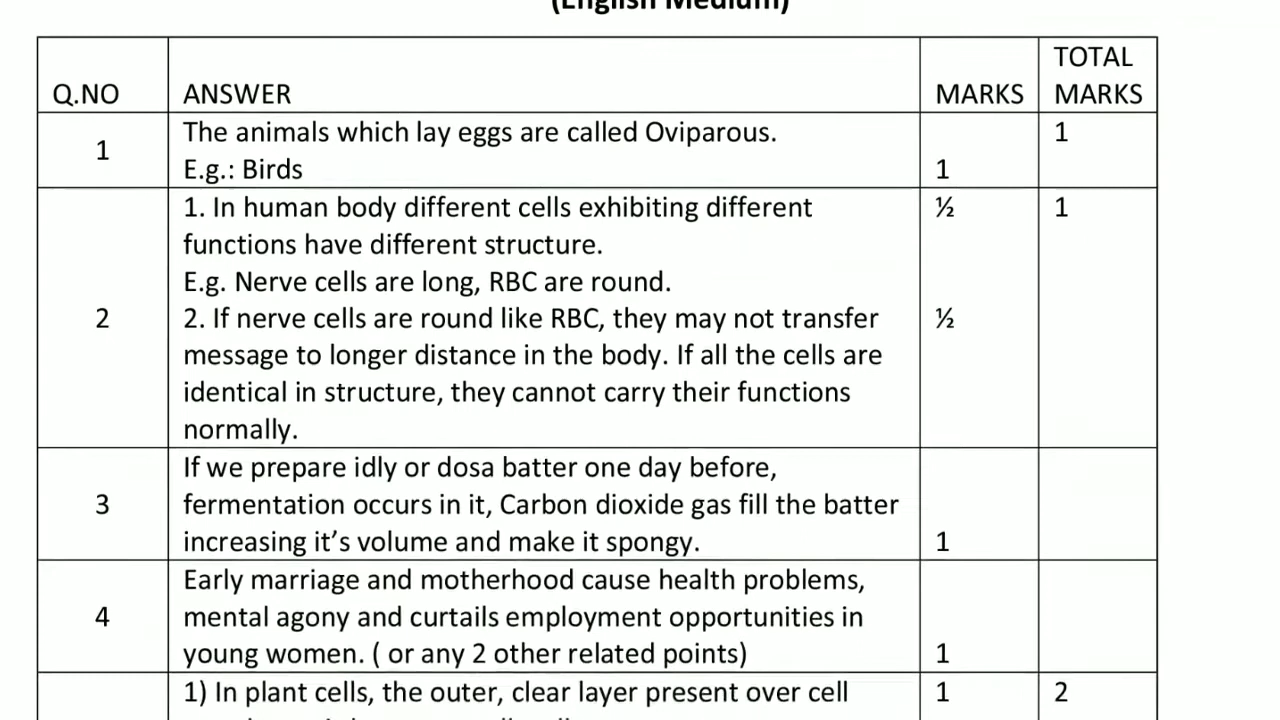 (English Medium)
Q.NO ANSWER MARKS TOTAL MARKS
1 The animals which lay eggs are called Oviparous. 1
E.g.: Birds 1
1. In human body different cells exhibiting different ½ 1
functions have different structure.
E.g. Nerve cells are long, RBC are round.
2 2. If nerve cells are round like RBC, they may not transfer ½
message to longer distance in the body. If all the cells are
identical in structure, they cannot carry their functions
normally.
If we prepare idly or dosa batter one day before,
3 fermentation occurs in it, Carbon dioxide gas fill the batter
increasing it’s volume and make it spongy. 1
Early marriage and motherhood cause health problems,
4 mental agony and curtails employment opportunities in
young women. ( or any 2 other related points) 1
1) In plant cells, the outer, clear layer present over cell 1 2